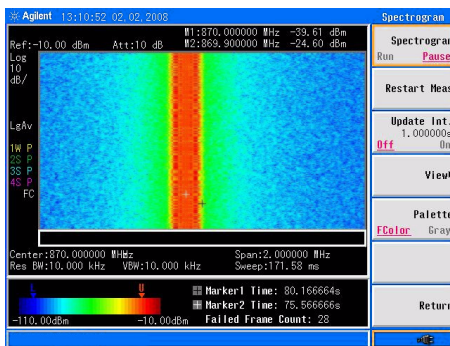 Agilent 13:10:52 02.02.2008
Spectrogram
M1:870.000000 MHz -39.61 dBm
Ref:-10.00 dBm Att:10 dB M2:869.900000 MHz -24.60 dBm
Log
10
dB/
LgAv
1W P
2S P
3S P
4S P
FC
Center:870.000000 MHz Span:2.000000 MHz
Res BW:10.000 kHz VBW:10.000 kHz Sweep:171.58 ms
L U
-110.00dBm -10.00dBm
Marker1 Time: 80.166664s
Marker2 Time: 75.566666s
Failed Frame Count: 28
Spectrogram
Run Pause
Restart Meas
Update Int.
1.000000s
Off On
View
Palette
FColor Gray
Return